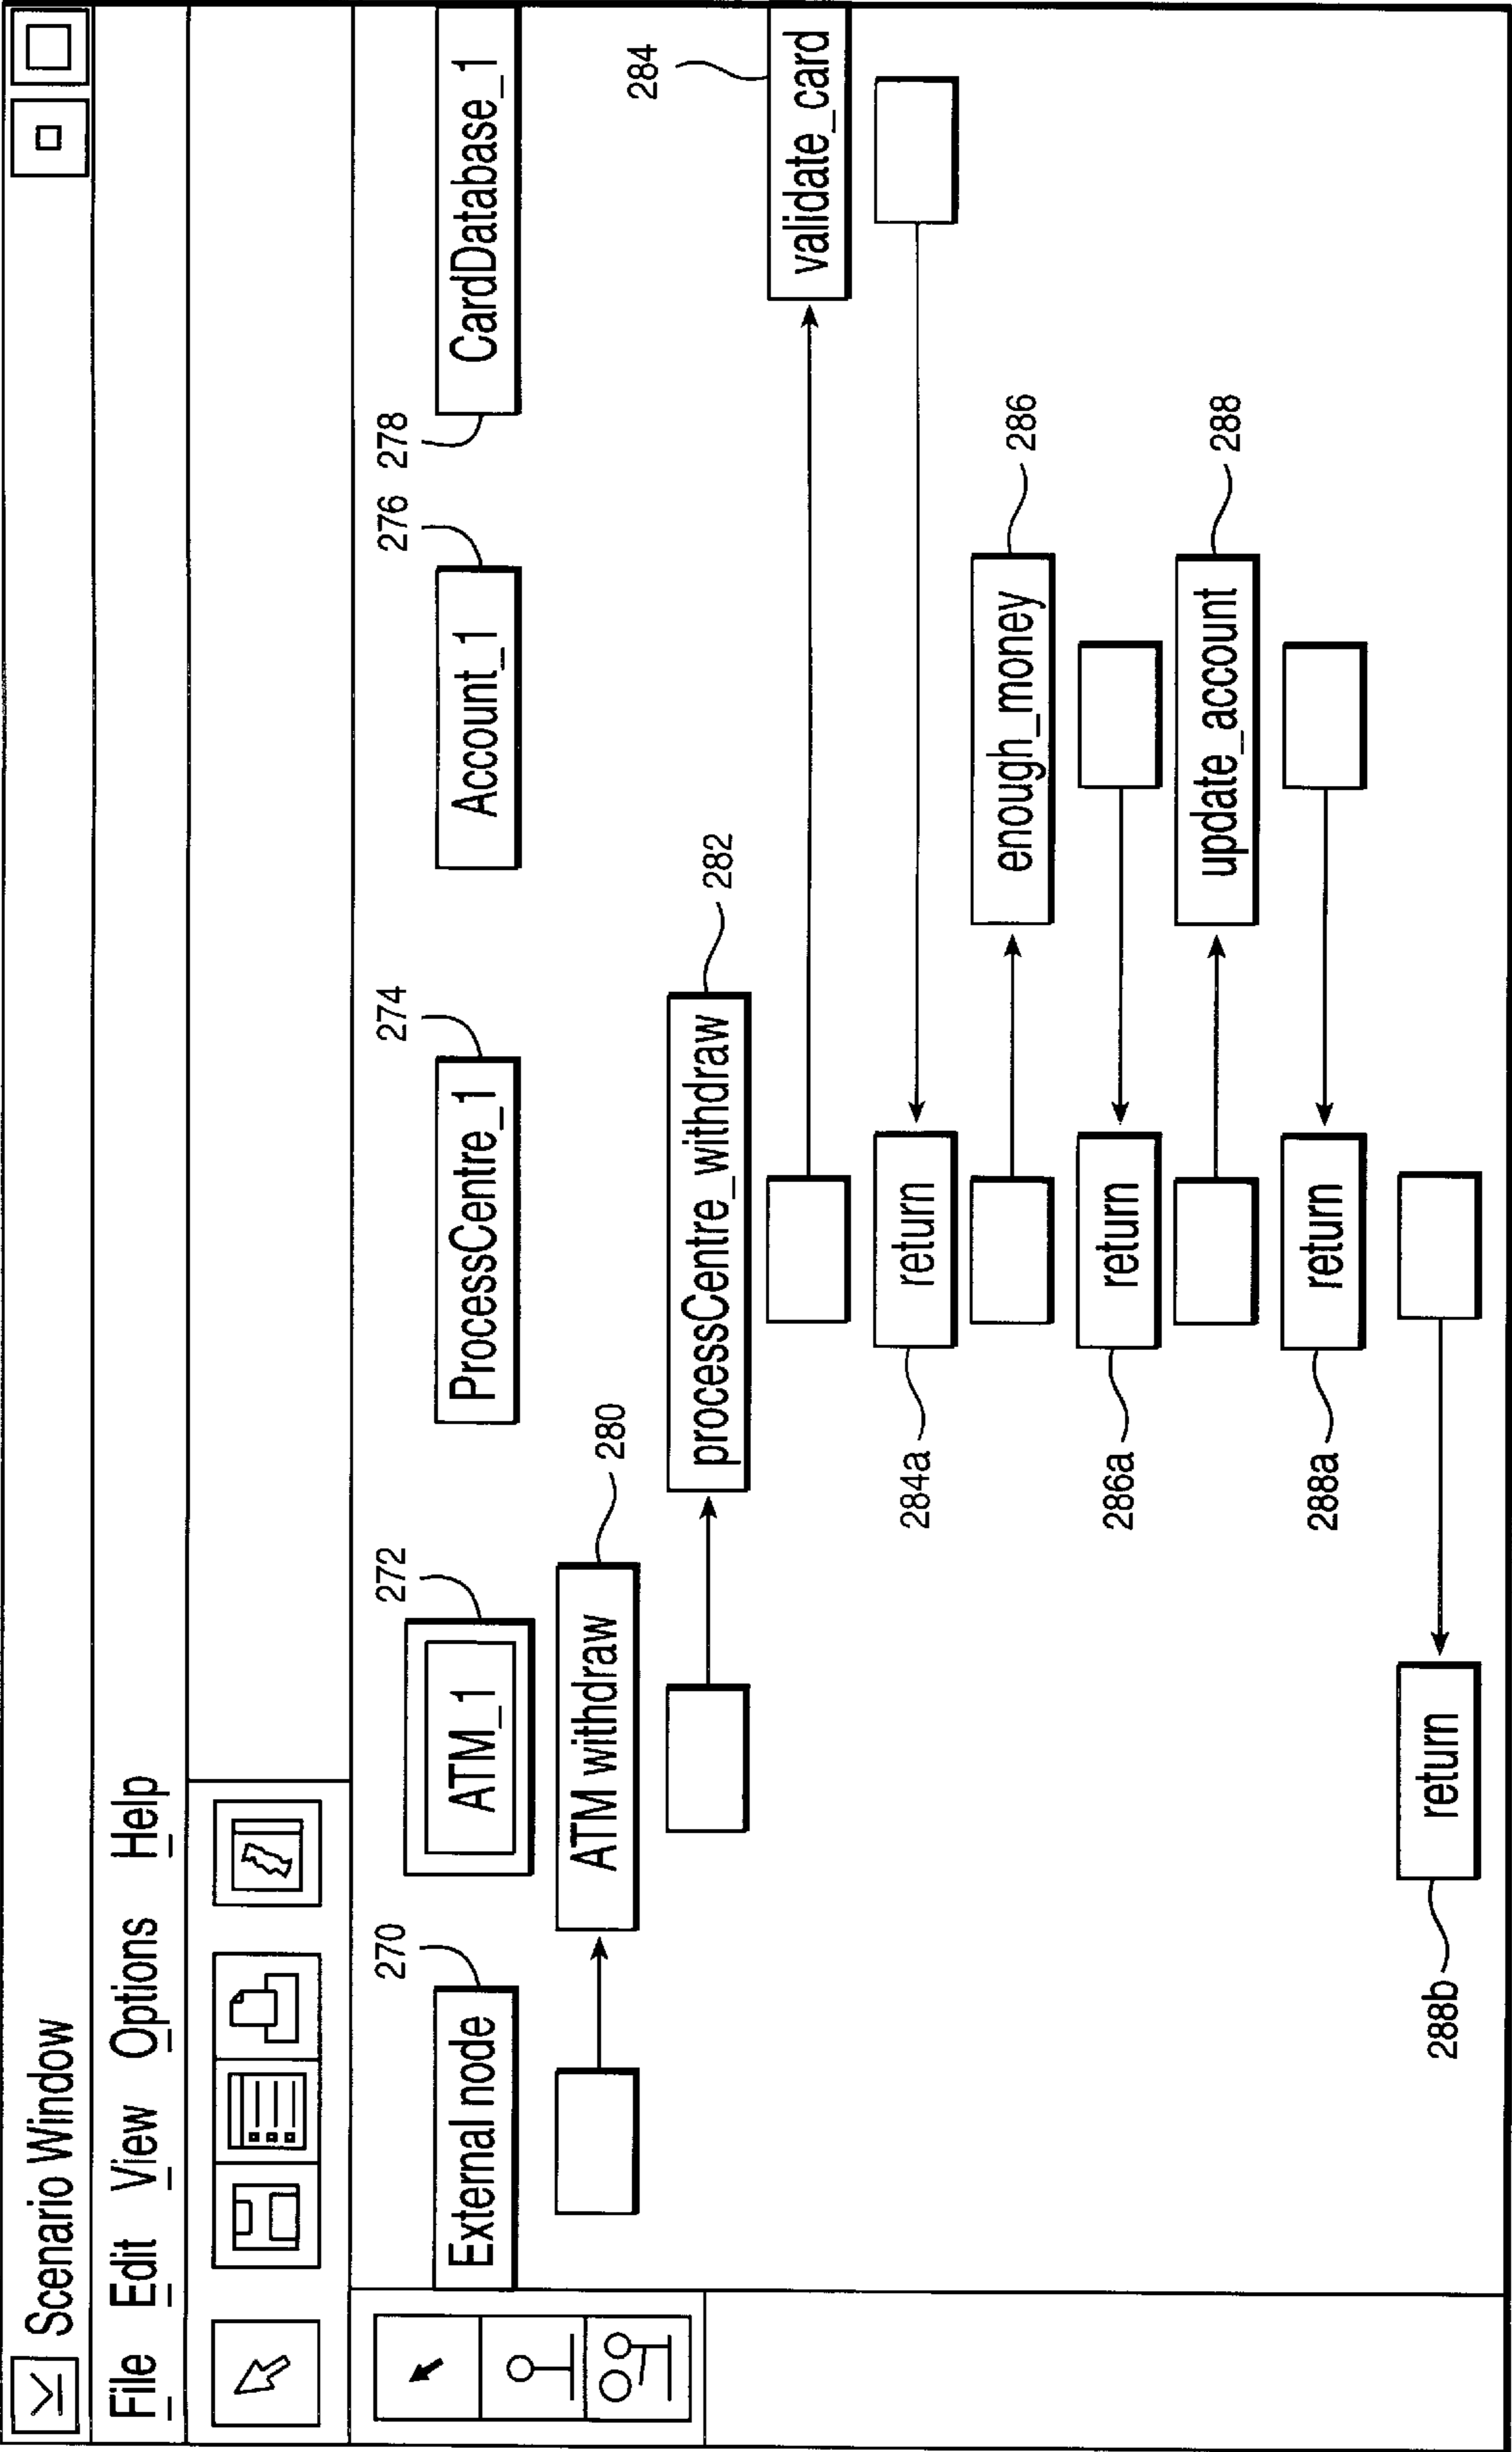 Scenario Window
File Edit View Options Help
270 272 274 276 278
External node ATM_1 ProcessCentre_1 Account_1 CardDatabase_1
ATM withdraw 280
processCentre_withdraw 282
284
validate_card
284a return
enough_money 286
286a return
update_account 288
288a return
288b return